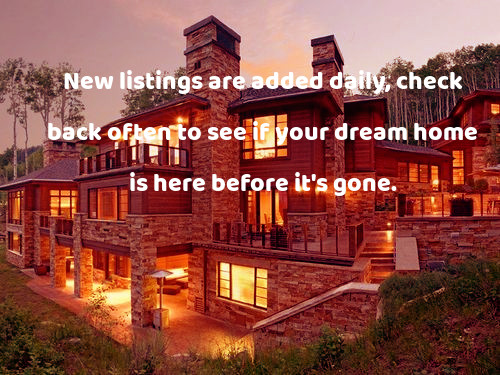 New listings are added daily, check
back often to see if your dream home
is here before it's gone.